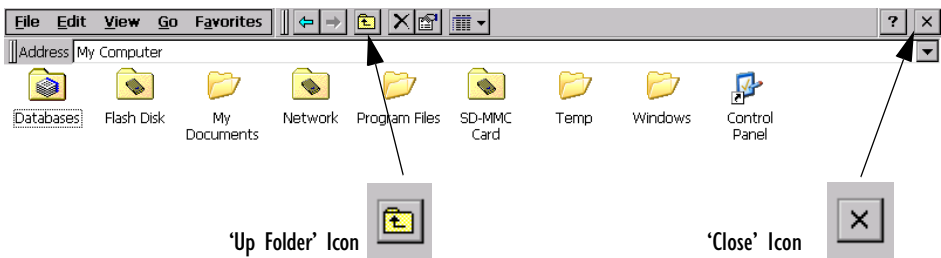 File Edit View Go Favorites ?
Address My Computer
Databases Flash Disk My Documents Network Program Files SD-MMC Card Temp Windows Control Panel
‘Up Folder’ Icon ‘Close’ Icon